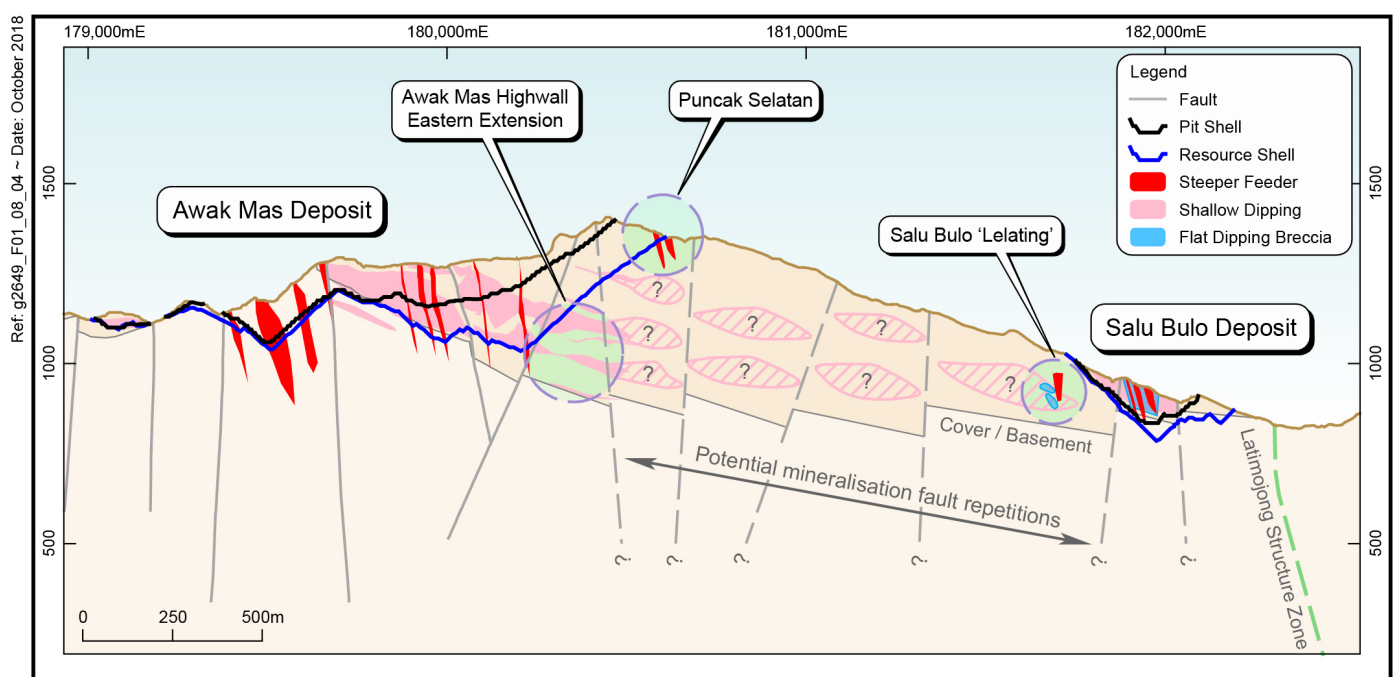 Ref: g2649_F01_08_04 ~ Date: October 2018
179,000mE
180,000mE
181,000mE
182,000mE
Legend
Fault
Pit Shell
Resource Shell
Steeper Feeder
Shallow Dipping
Flat Dipping Breccia
Awak Mas Highwall
Eastern Extension
Puncak Selatan
Awak Mas Deposit
Salu Bulo ‘Lelating’
Salu Bulo Deposit
1500
1500
1000
1000
500
500
?
?
?
?
?
?
?
?
Cover / Basement
Potential mineralisation fault repetitions
Latimojong Structure Zone
?
?
?
?
?
?
0
250
500m